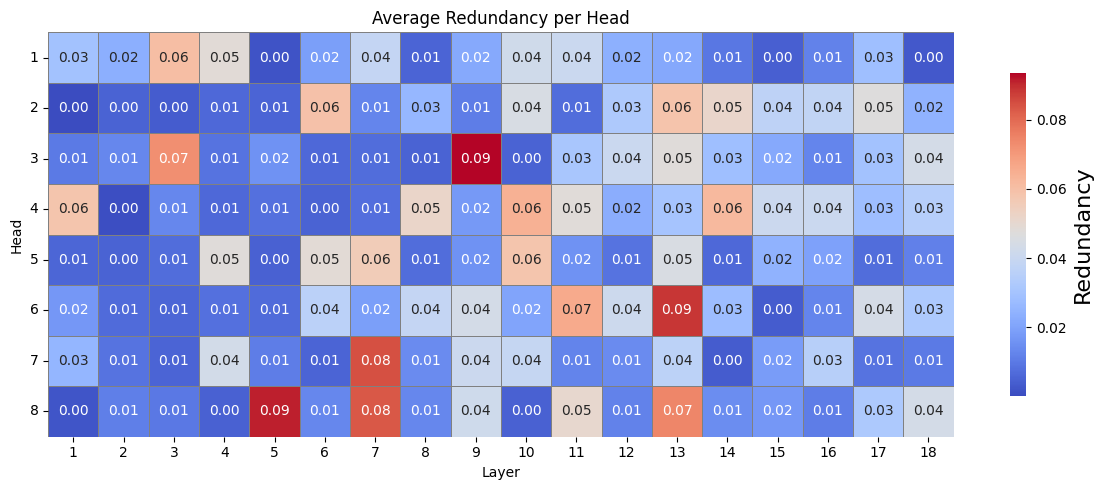 Average Redundancy per Head
1 0.03 0.02 0.06 0.05 0.00 0.02 0.04 0.01 0.02 0.04 0.04 0.02 0.02 0.01 0.00 0.01 0.03 0.00
2 0.00 0.00 0.00 0.01 0.01 0.06 0.01 0.03 0.01 0.04 0.01 0.03 0.06 0.05 0.04 0.04 0.05 0.02
3 0.01 0.01 0.07 0.01 0.02 0.01 0.01 0.01 0.09 0.00 0.03 0.04 0.05 0.03 0.02 0.01 0.03 0.04
4 0.06 0.00 0.01 0.01 0.01 0.00 0.01 0.05 0.02 0.06 0.05 0.02 0.03 0.06 0.04 0.04 0.03 0.03
5 0.01 0.00 0.01 0.05 0.00 0.05 0.06 0.01 0.02 0.06 0.02 0.01 0.05 0.01 0.02 0.02 0.01 0.01
6 0.02 0.01 0.01 0.01 0.01 0.04 0.02 0.04 0.04 0.02 0.07 0.04 0.09 0.03 0.00 0.01 0.04 0.03
7 0.03 0.01 0.01 0.04 0.01 0.01 0.08 0.01 0.04 0.04 0.01 0.01 0.04 0.00 0.02 0.03 0.01 0.01
8 0.00 0.01 0.01 0.00 0.09 0.01 0.08 0.01 0.04 0.00 0.05 0.01 0.07 0.01 0.02 0.01 0.03 0.04
1 2 3 4 5 6 7 8 9 10 11 12 13 14 15 16 17 18
Layer
Head
0.08
0.06
0.04
0.02
Redundancy